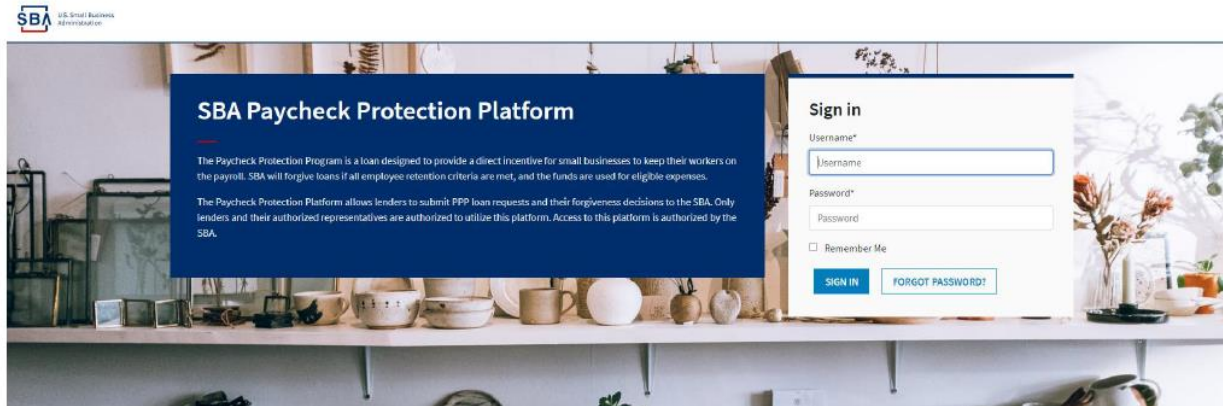 SBA
U.S. Small Business
Administration
SBA Paycheck Protection Platform
The Paycheck Protection Program is a loan designed to provide a direct incentive for small businesses to keep their workers on
the payroll. SBA will forgive loans if all employee retention criteria are met, and the funds are used for eligible expenses.
The Paycheck Protection Platform allows lenders to submit PPP loan requests and their forgiveness decisions to the SBA. Only
lenders and their authorized representatives are authorized to utilize this platform. Access to this platform is authorized by the
SBA.
Sign in
Username*
Username
Password*
Password
Remember Me
SIGN IN
FORGOT PASSWORD?